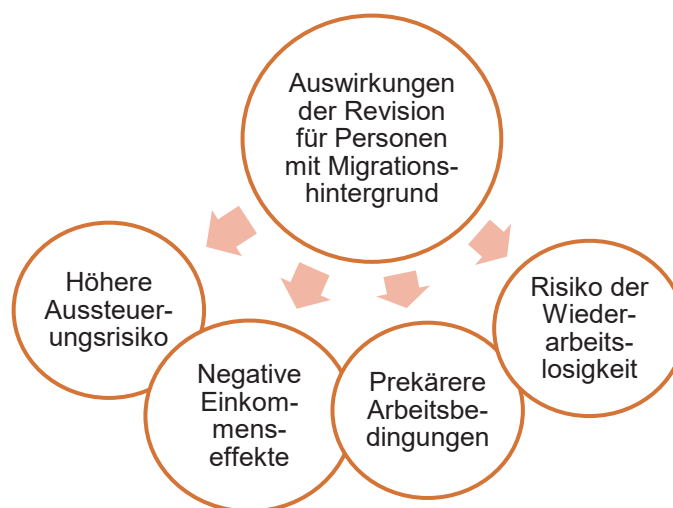 Auswirkungen
der Revision
für Personen
mit Migrations-
hintergrund
Höhere
Aussteuer-
ungsrisiko
Negative
Einkom-
mens-
effekte
Prekärere
Arbeitsbe-
dingungen
Risiko der
Wieder-
arbeits-
losigkeit